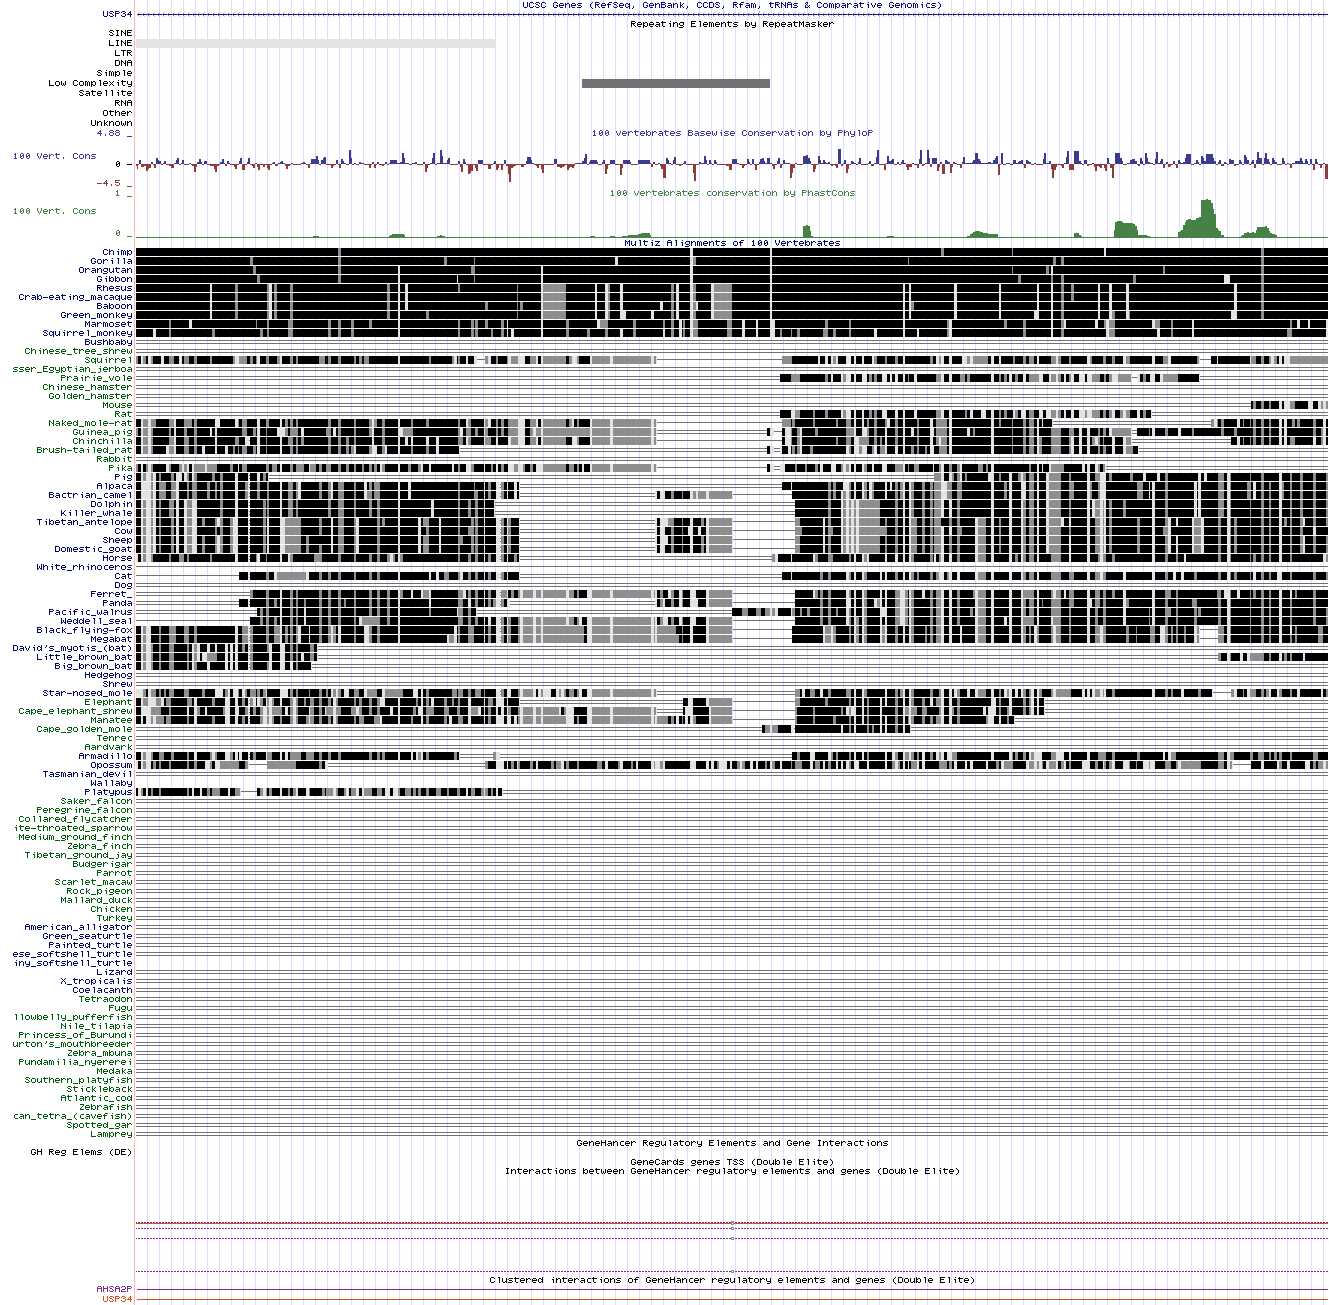 UCSC Genes (RefSeq, GenBank, CCDS, Rfam, tRNAs & Comparative Genomics)
USP34
Repeating Elements by RepeatMasker
SINE
LINE
LTR
DNA
Simple
Low Complexity
Satellite
RNA
Other
Unknown
4.88 _
100 vertebrates Basewise Conservation by PhyloP
100 Vert. Cons
0 _
-4.5 _
1 _
100 vertebrates conservation by PhastCons
100 Vert. Cons
0 _
Multiz Alignments of 100 Vertebrates
Chimp
Gorilla
Orangutan
Gibbon
Rhesus
Crab-eating_macaque
Baboon
Green_monkey
Marmoset
Squirrel_monkey
Bushbaby
Chinese_tree_shrew
Squirrel
sser_Egyptian_jerboa
Prairie_vole
Chinese_hamster
Golden_hamster
Mouse
Rat
Naked_mole-rat
Guinea_pig
Chinchilla
Brush-tailed_rat
Rabbit
Pika
Pig
Alpaca
Bactrian_camel
Dolphin
Killer_whale
Tibetan_antelope
Cow
Sheep
Domestic_goat
Horse
White_rhinoceros
Cat
Dog
Ferret_
Panda
Pacific_walrus
Weddell_seal
Black_flying-fox
Megabat
David's_myotis_(bat)
Little_brown_bat
Big_brown_bat
Hedgehog
Shrew
Star-nosed_mole
Elephant
Cape_elephant_shrew
Manatee
Cape_golden_mole
Tenrec
Aardvark
Armadillo
Opossum
Tasmanian_devil
Wallaby
Platypus
Saker_falcon
Peregrine_falcon
Collared_flycatcher
ite-throated_sparrow
Medium_ground_finch
Zebra_finch
Tibetan_ground_jay
Budgerigar
Parrot
Scarlet_macaw
Rock_pigeon
Mallard_duck
Chicken
Turkey
American_alligator
Green_seaturtle
Painted_turtle
ese_softshell_turtle
iny_softshell_turtle
Lizard
X_tropicalis
Coelacanth
Tetraodon
Fugu
llowbelly_pufferfish
Nile_tilapia
Princess_of_Burundi
urton's_mouthbreeder
Zebra_mbuna
Pundamilia_nyererei
Medaka
Southern_platyfish
Stickleback
Atlantic_cod
Zebrafish
can_tetra_(cavefish)
Spotted_gar
Lamprey
GeneHancer Regulatory Elements and Gene Interactions
GH Reg Elems (DE)
GeneCards genes TSS (Double Elite)
Interactions between GeneHancer regulatory elements and genes (Double Elite)
Clustered interactions of GeneHancer regulatory elements and genes (Double Elite)
AHSA2P
USP34